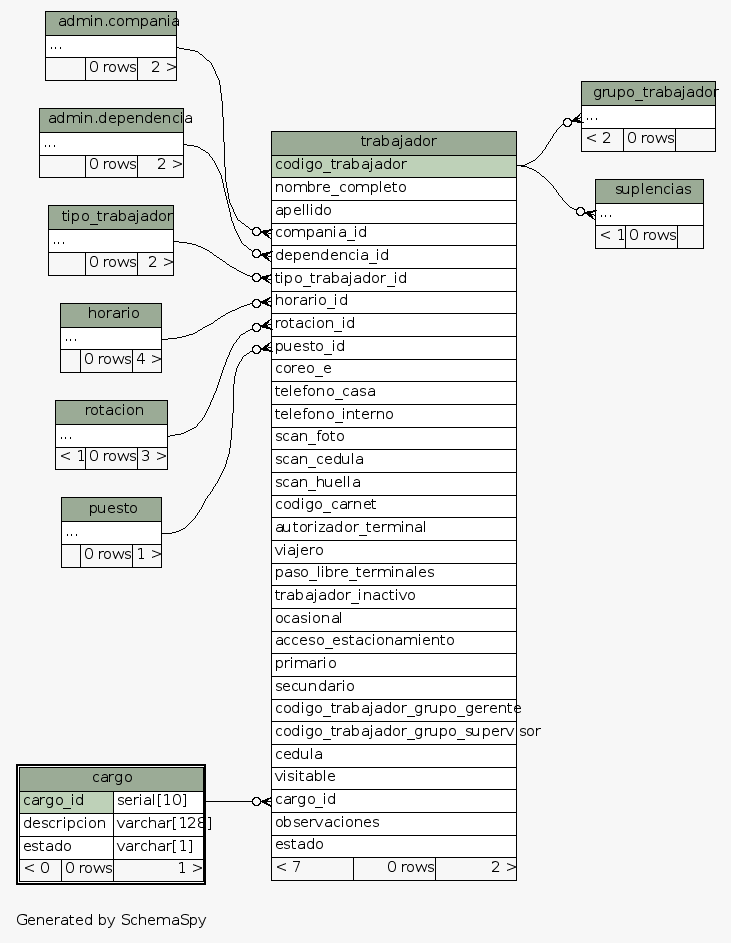 admin.compania
...
0 rows 2 >
admin.dependencia
...
0 rows 2 >
tipo_trabajador
...
0 rows 2 >
horario
...
0 rows 4 >
rotacion
...
< 1 0 rows 3 >
puesto
...
0 rows 1 >
cargo
cargo_id serial[10]
descripcion varchar[128]
estado varchar[1]
< 0 0 rows 1 >
trabajador
codigo_trabajador
nombre_completo
apellido
compania_id
dependencia_id
tipo_trabajador_id
horario_id
rotacion_id
puesto_id
coreo_e
telefono_casa
telefono_interno
scan_foto
scan_cedula
scan_huella
codigo_carnet
autorizador_terminal
viajero
paso_libre_terminales
trabajador_inactivo
ocasional
acceso_estacionamiento
primario
secundario
codigo_trabajador_grupo_gerente
codigo_trabajador_grupo_supervisor
cedula
visitable
cargo_id
observaciones
estado
< 7 0 rows 2 >
grupo_trabajador
...
< 2 0 rows
suplencias
...
< 1 0 rows
Generated by SchemaSpy